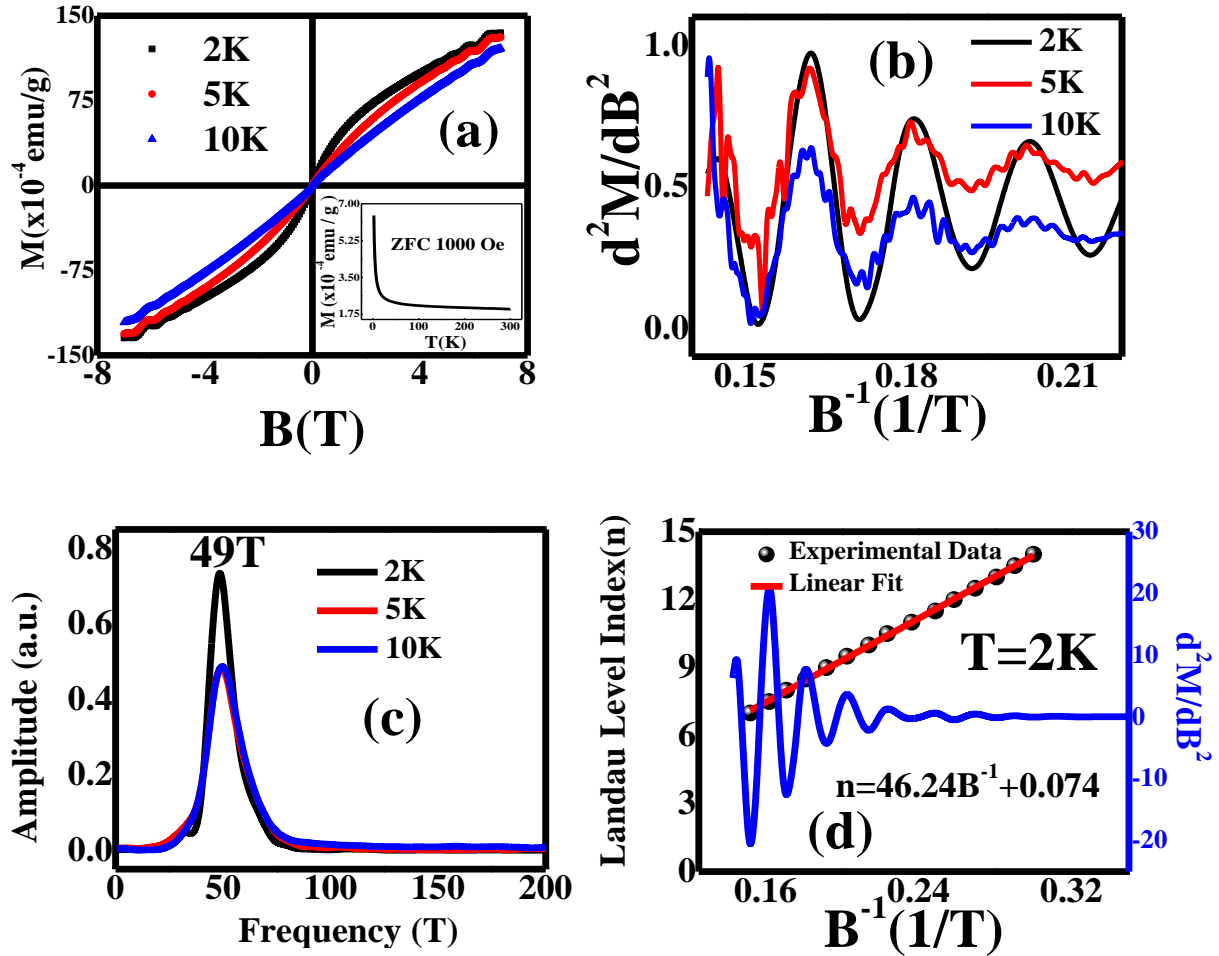 150
75
0
-75
-150
M(x10⁻⁴ emu/g)
2K
5K
10K
(a)
7.00
5.25
3.50
1.75
M (x10⁻⁴ emu / g)
ZFC 1000 Oe
0 100 200 300
T(K)
-8 -4 0 4 8
B(T)
1.0
0.5
0.0
d²M/dB²
(b)
2K
5K
10K
0.15 0.18 0.21
B⁻¹(1/T)
0.8
0.6
0.4
0.2
0.0
Amplitude (a.u.)
49T
2K
5K
10K
(c)
0 50 100 150 200
Frequency (T)
15
12
9
6
3
0
Landau Level Index(n)
Experimental Data
Linear Fit
T=2K
n=46.24B⁻¹+0.074
(d)
30
20
10
0
-10
-20
d²M/dB²
0.16 0.24 0.32
B⁻¹(1/T)